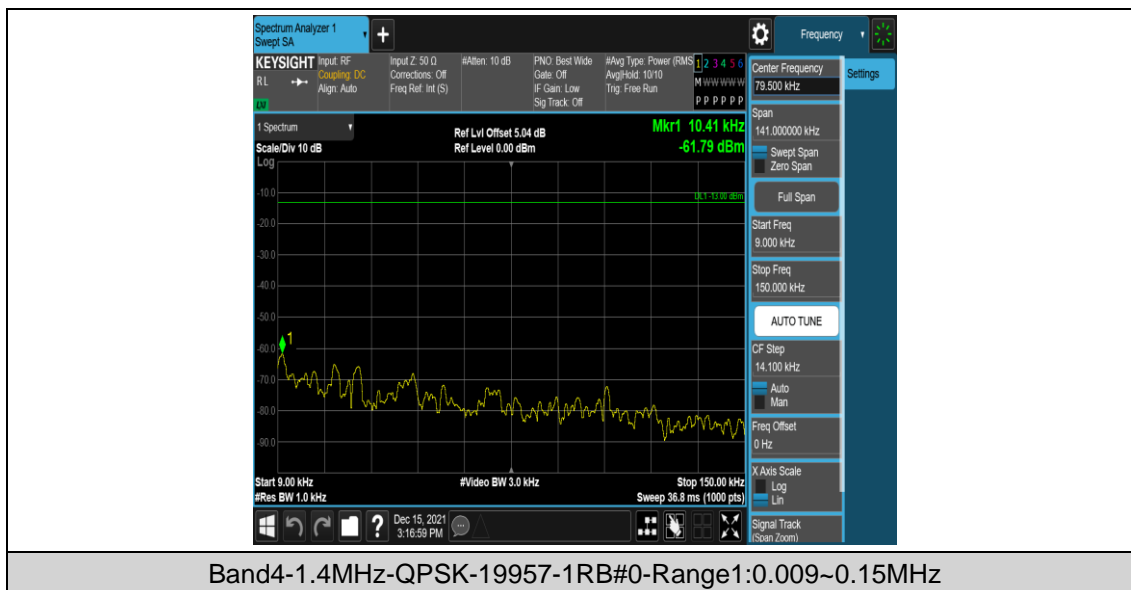 Spectrum Analyzer 1
Swept SA
+
Frequency
KEYSIGHT
RL
LXI
Input: RF
Coupling: DC
Align: Auto
Input Z: 50 Ω
Corrections: Off
Freq Ref: Int (S)
#Atten: 10 dB
PNO: Best Wide
Gate: Off
IF Gain: Low
Sig Track: Off
#Avg Type: Power (RMS
Avg|Hold: 10/10
Trig: Free Run
1 2 3 4 5 6
M W W W W W
P P P P P P
Center Frequency
79.500 kHz
Settings
1 Spectrum
Ref Lvl Offset 5.04 dB
Mkr1 10.41 kHz
Scale/Div 10 dB
Ref Level 0.00 dBm
-61.79 dBm
Log
DL1 -13.00 dBm
-10.0
-20.0
-30.0
-40.0
-50.0
-60.0
-70.0
-80.0
-90.0
1
Start 9.00 kHz
#Video BW 3.0 kHz
Stop 150.00 kHz
#Res BW 1.0 kHz
Sweep 36.8 ms (1000 pts)
Span
141.000000 kHz
Swept Span
Zero Span
Full Span
Start Freq
9.000 kHz
Stop Freq
150.000 kHz
AUTO TUNE
CF Step
14.100 kHz
Auto
Man
Freq Offset
0 Hz
X Axis Scale
Log
Lin
Signal Track
(Span Zoom)
?
Dec 15, 2021
3:16:59 PM
Band4-1.4MHz-QPSK-19957-1RB#0-Range1:0.009~0.15MHz